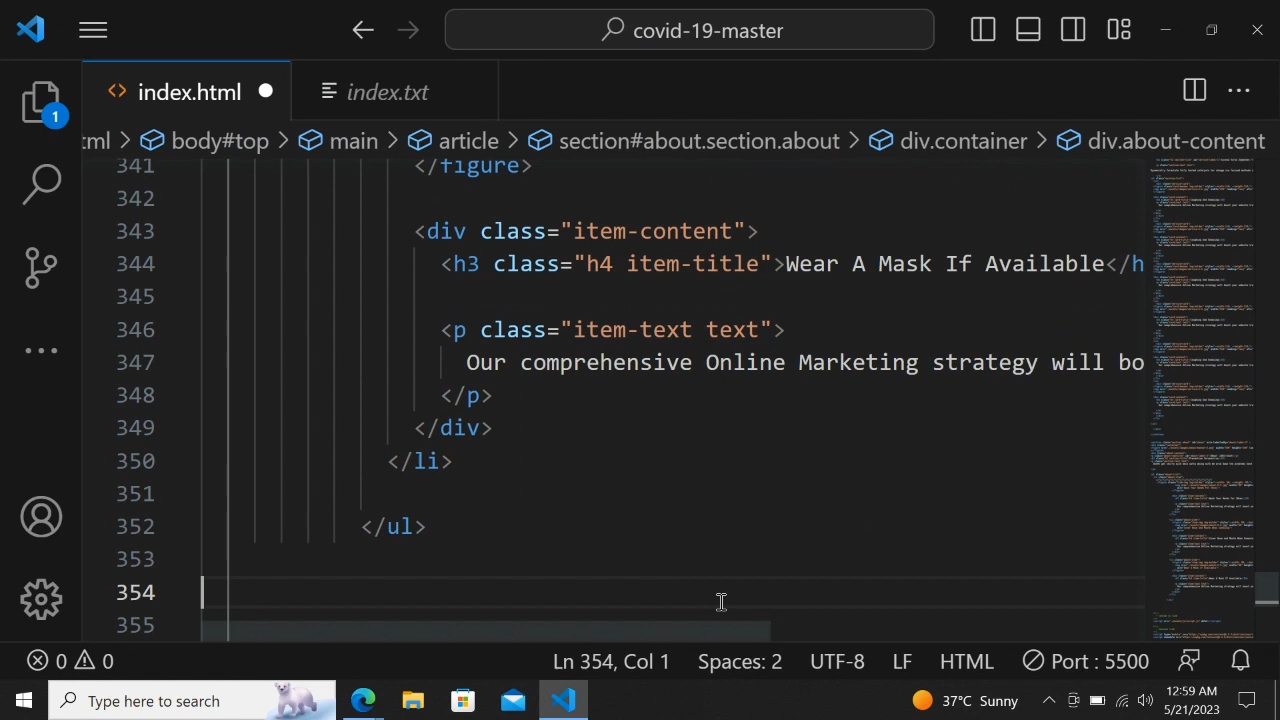 covid-19-master
index.html
index.txt
1
tml > body#top > main > article > section#about.section.about > div.container > div.about-content
341 </figure>
342
343 <div class="item-content">
344 <h3 class="h4 item-title">Wear A Mask If Available</h
345
346 <p class="item-text text">
347 Our comprehensive Online Marketing strategy will bo
348 </p>
349 </div>
350 </li>
351
352 </ul>
353
354
355
0 0
Ln 354, Col 1 Spaces: 2 UTF-8 LF HTML Port : 5500
Type here to search
37°C Sunny
12:59 AM
5/21/2023